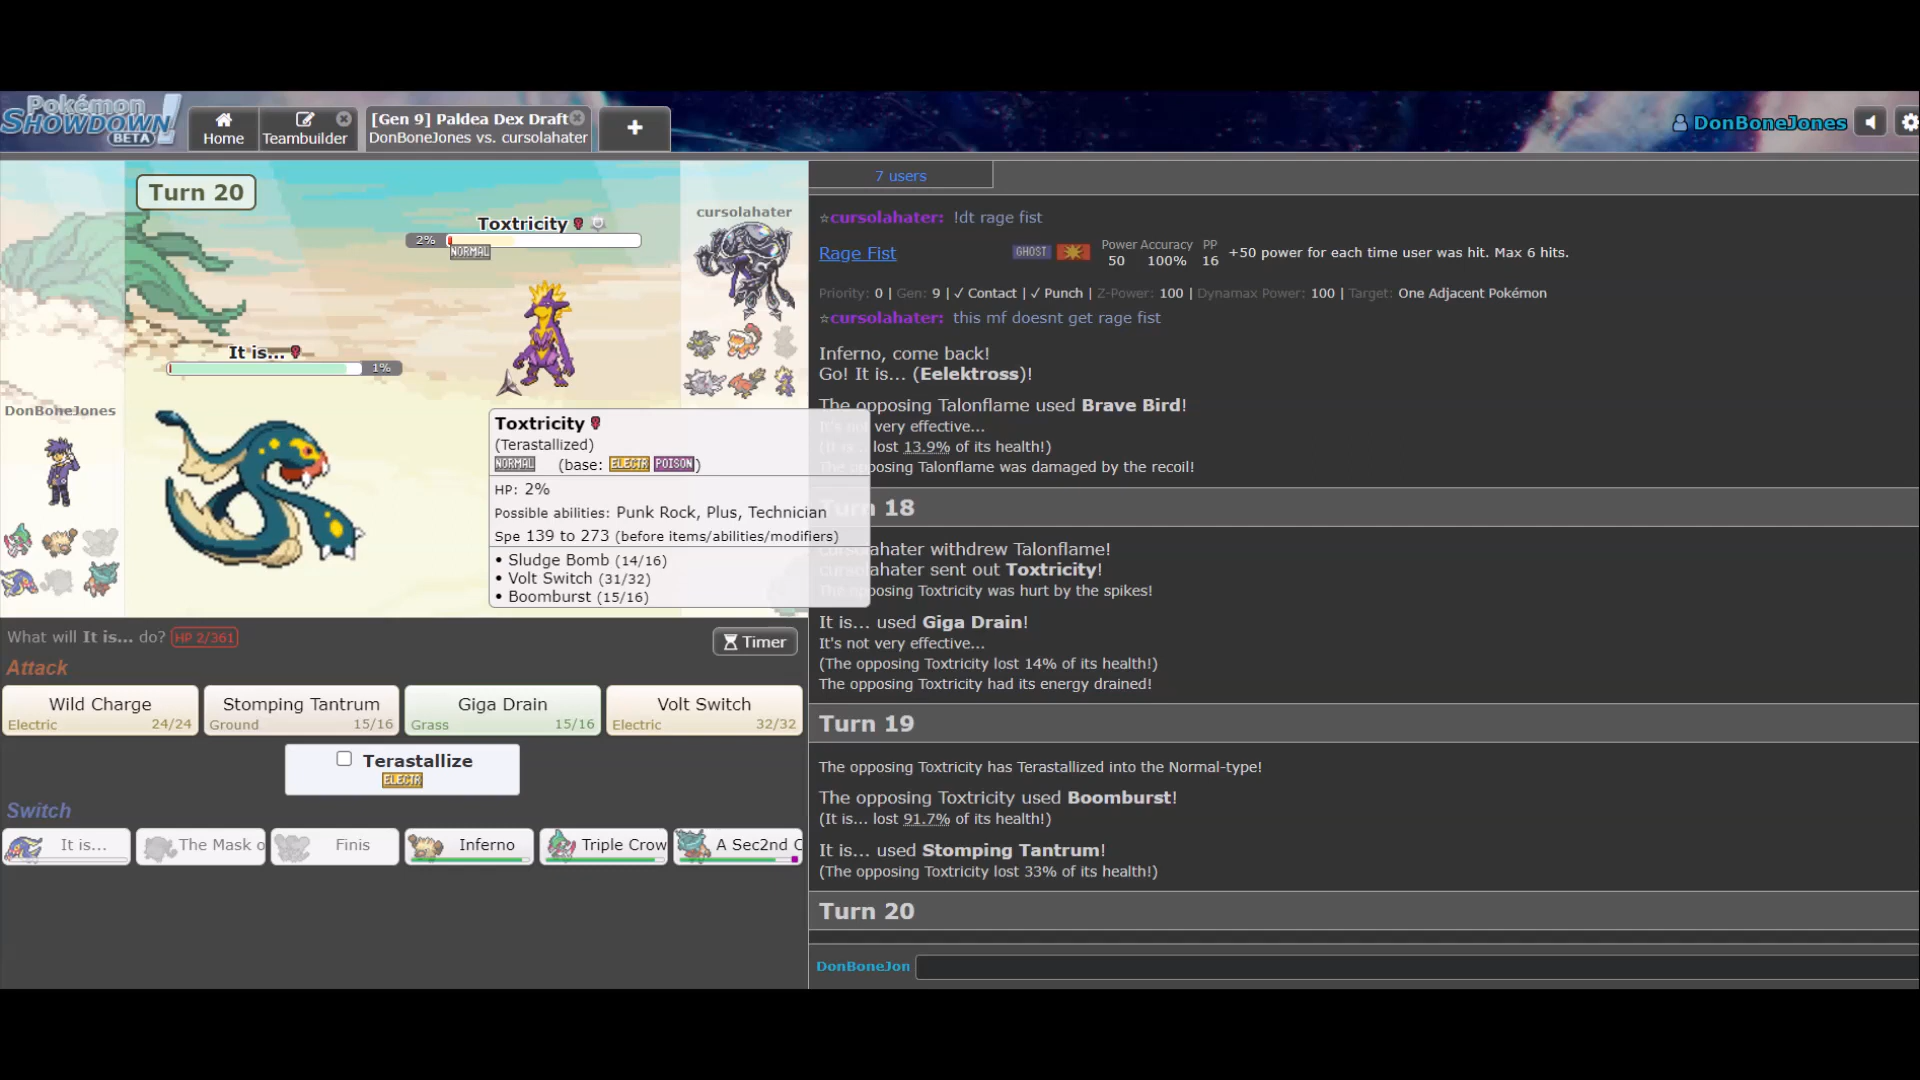 Pokémon
SHOWDOWN!
BETA
Home
Teambuilder
[Gen 9] Paldea Dex Draft
DonBoneJones vs. cursolahater
+
DonBoneJones
Turn 20
Toxtricity
2%
NORMAL
It is...
1%
cursolahater
DonBoneJones
Toxtricity
(Terastallized)
NORMAL (base: ELECTR POISON)
HP: 2%
Possible abilities: Punk Rock, Plus, Technician
Spe 139 to 273 (before items/abilities/modifiers)
• Sludge Bomb (14/16)
• Volt Switch (31/32)
• Boomburst (15/16)
What will It is... do? HP 2/361
Timer
Attack
Wild Charge
Electric 24/24
Stomping Tantrum
Ground 15/16
Giga Drain
Grass 15/16
Volt Switch
Electric 32/32
Terastallize
ELECTR
Switch
It is...
The Mask o
Finis
Inferno
Triple Crow
A Sec2nd C
7 users
☆cursolahater: !dt rage fist
Rage Fist GHOST Power 50 Accuracy 100% PP 16 +50 power for each time user was hit. Max 6 hits.
Priority: 0 | Gen: 9 | ✓ Contact | ✓ Punch | Z-Power: 100 | Dynamax Power: 100 | Target: One Adjacent Pokémon
☆cursolahater: this mf doesnt get rage fist
Inferno, come back!
Go! It is... (Eelektross)!
The opposing Talonflame used Brave Bird!
It's not very effective...
(It is... lost 13.9% of its health!)
The opposing Talonflame was damaged by the recoil!
Turn 18
cursolahater withdrew Talonflame!
cursolahater sent out Toxtricity!
The opposing Toxtricity was hurt by the spikes!
It is... used Giga Drain!
It's not very effective...
(The opposing Toxtricity lost 14% of its health!)
The opposing Toxtricity had its energy drained!
Turn 19
The opposing Toxtricity has Terastallized into the Normal-type!
The opposing Toxtricity used Boomburst!
(It is... lost 91.7% of its health!)
It is... used Stomping Tantrum!
(The opposing Toxtricity lost 33% of its health!)
Turn 20
DonBoneJon